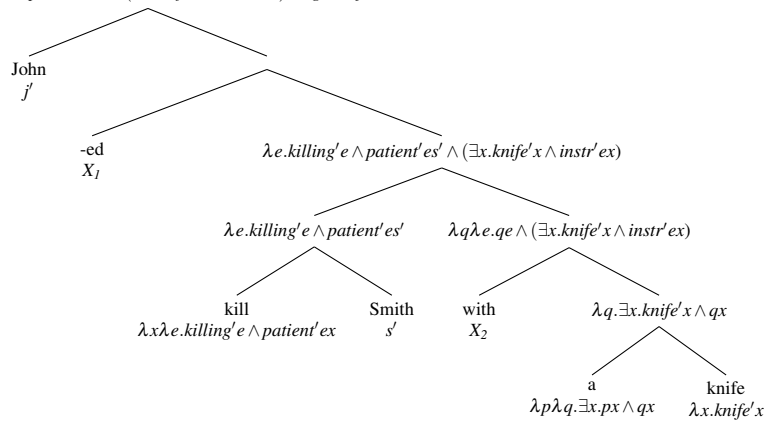 John
j′
-ed
X₁
λe.killing′e ∧ patient′es′ ∧ (∃x.knife′x ∧ instr′ex)
λe.killing′e ∧ patient′es′
λqλe.qe ∧ (∃x.knife′x ∧ instr′ex)
kill
λxλe.killing′e ∧ patient′ex
Smith
s′
with
X₂
λq.∃x.knife′x ∧ qx
a
λpλq.∃x.px ∧ qx
knife
λx.knife′x